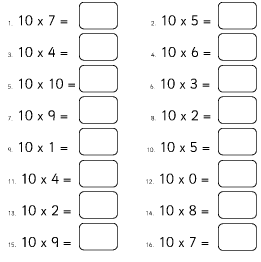 1. 10 x 7 =
2. 10 x 5 =
3. 10 x 4 =
4. 10 x 6 =
5. 10 x 10 =
6. 10 x 3 =
7. 10 x 9 =
8. 10 x 2 =
9. 10 x 1 =
10. 10 x 5 =
11. 10 x 4 =
12. 10 x 0 =
13. 10 x 2 =
14. 10 x 8 =
15. 10 x 9 =
16. 10 x 7 =